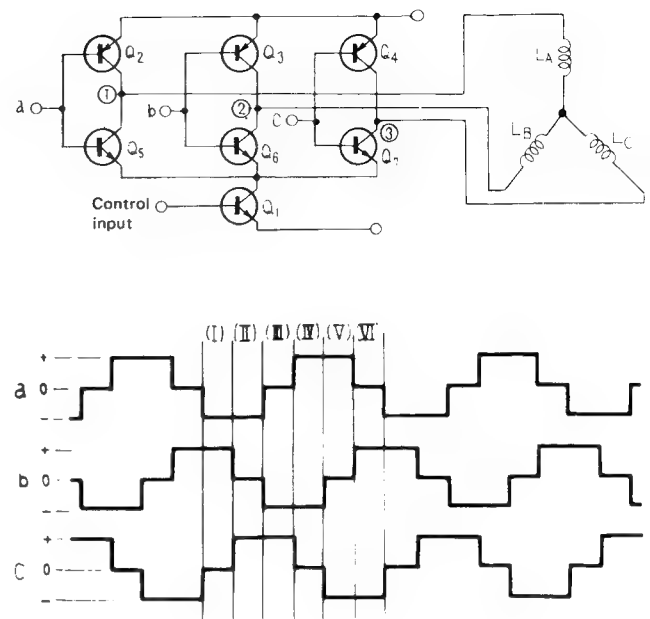 Q2 Q3 Q4
LA
a ① b ② C ③
Q5 Q6 Q7
LB LC
Control
input
Q1
(I) (II) (III) (IV) (V) VI
+
a 0
-
+
b 0
-
+
C 0
-